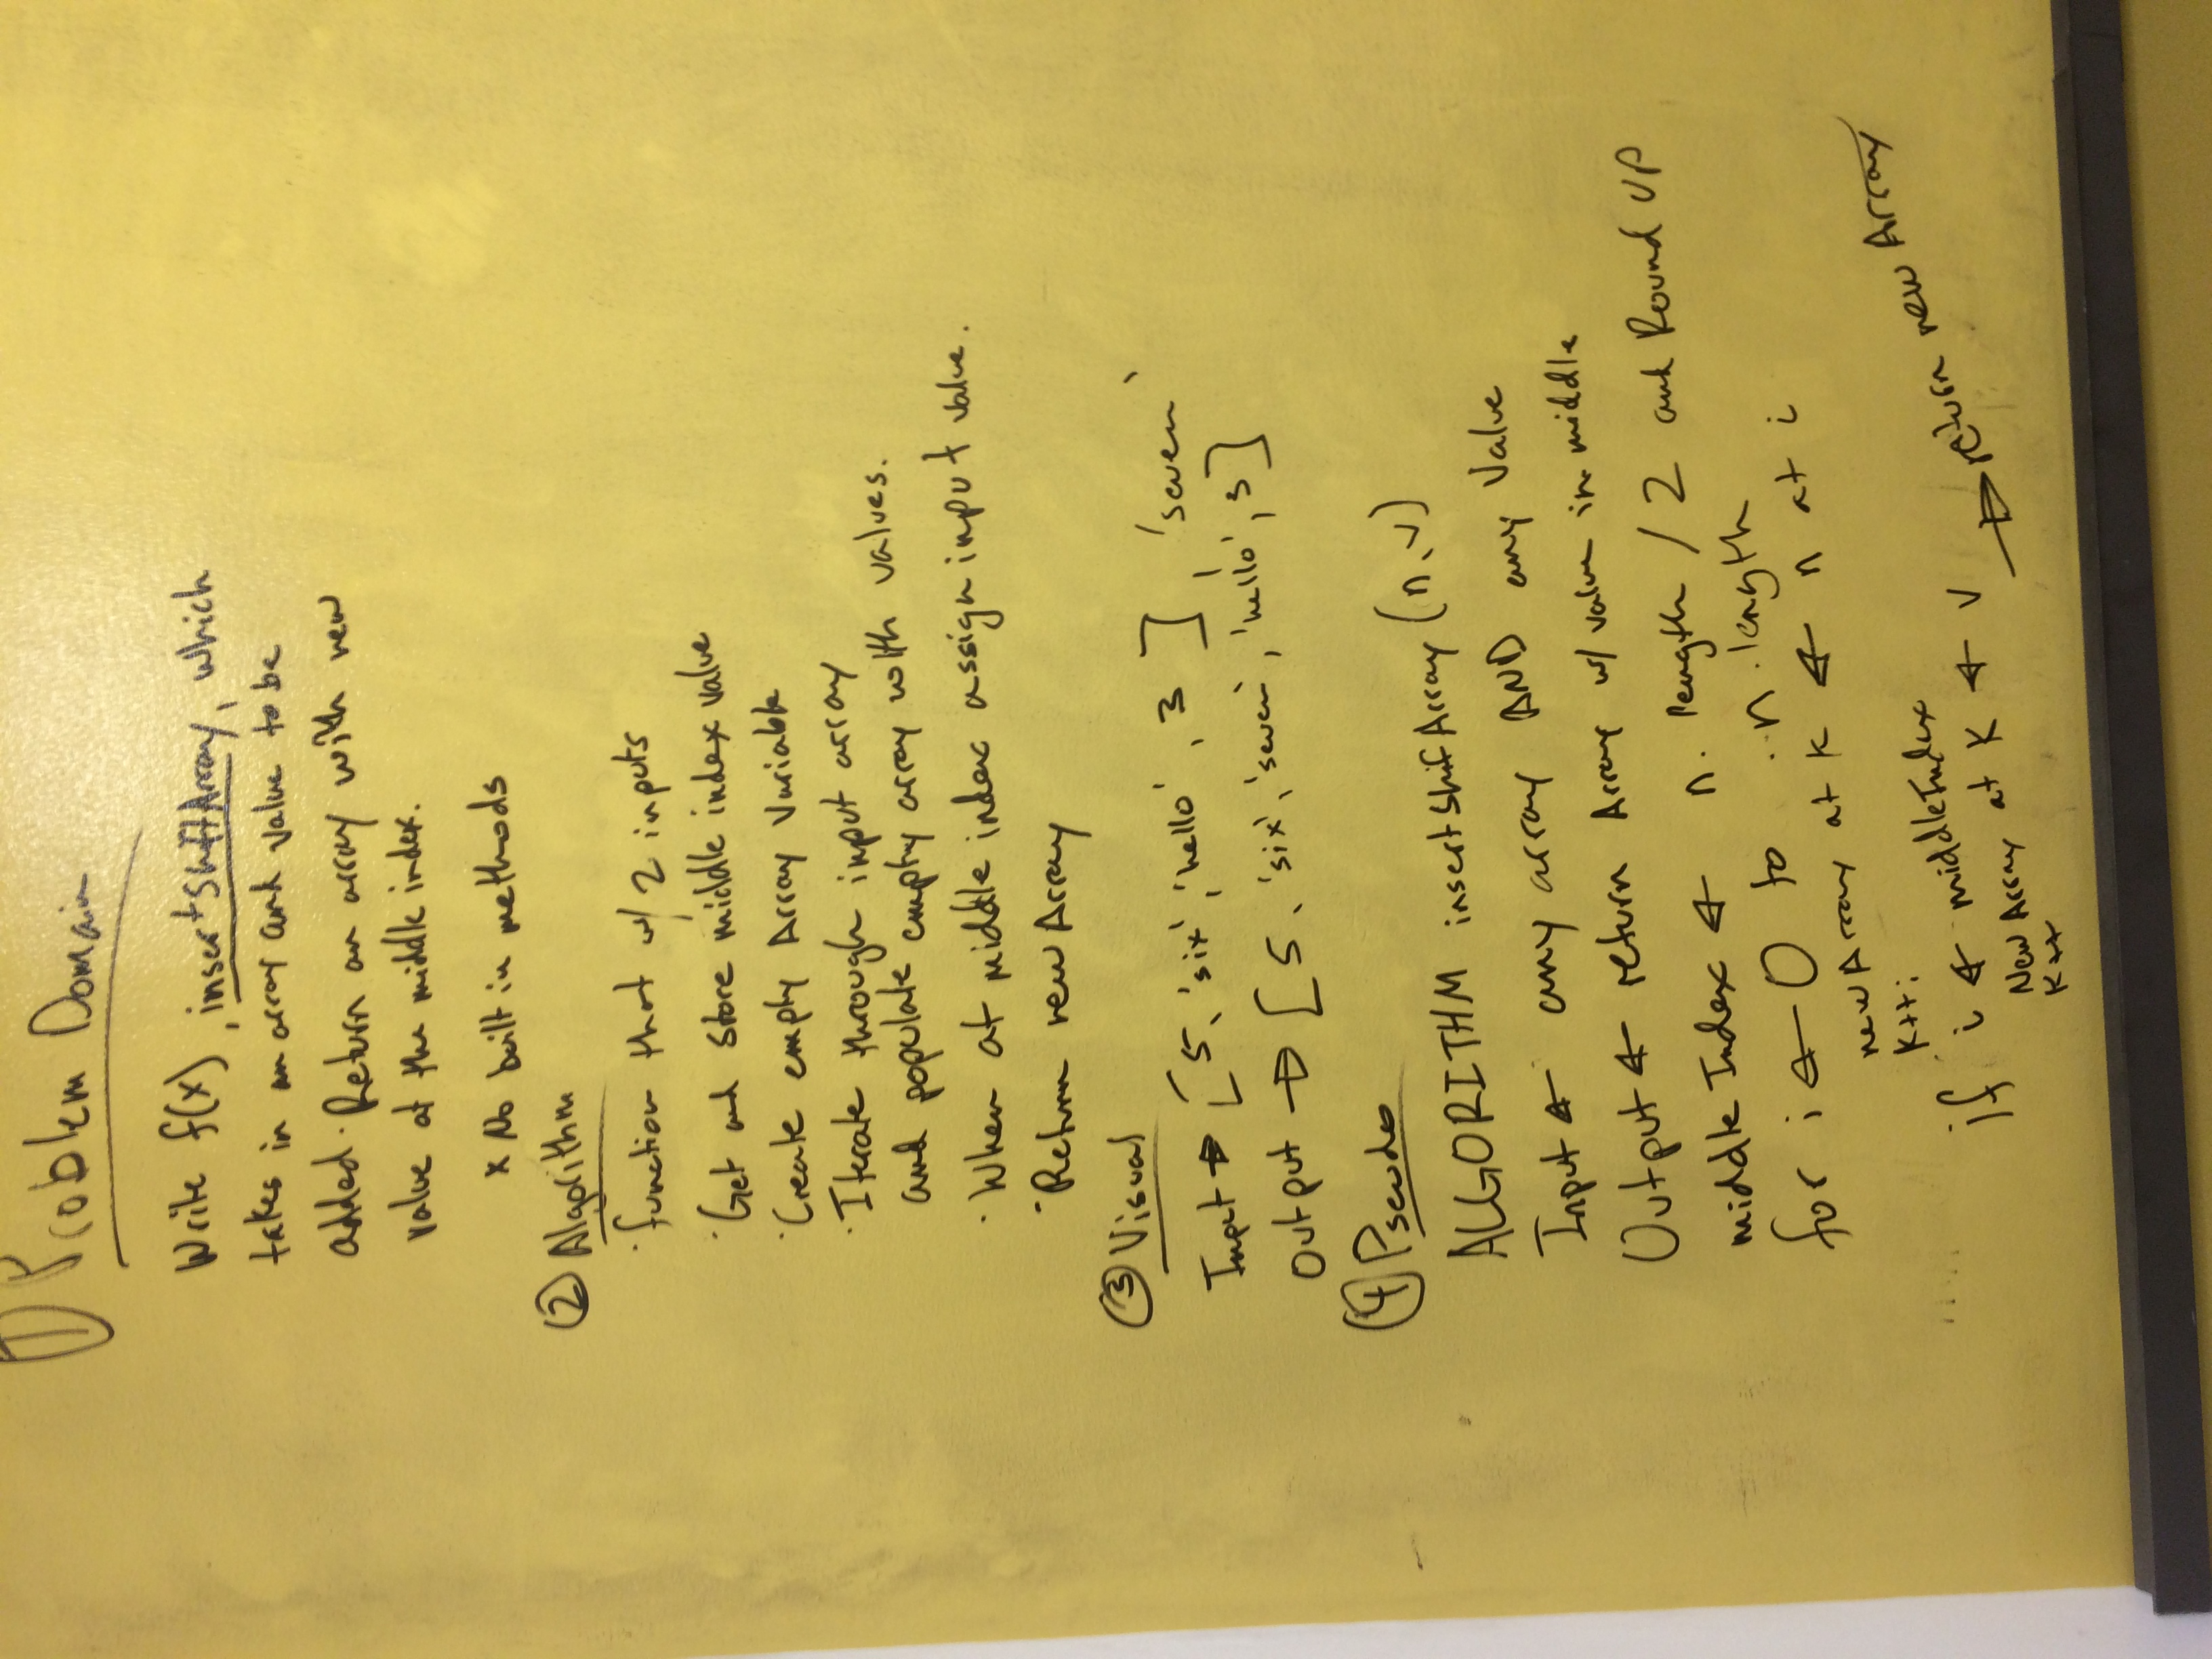 ① Problem Domain
Write f(x), insertShiftArray, which
takes in an array and value to be
added. Return an array with new
value at the middle index.
* No built in methods
② Algorithm
· function that w/ 2 inputs
· Get and store middle index value
· Create empty Array Variable
· Iterate through input array
and populate empty array with values.
· When at middle index assign input value.
· Return new Array
③ Visual
Input → [5, 'six', 'hello', 3], 'seven'
Output → [5, 'six', 'seven', 'hello', 3]
④ Pseudo
ALGORITHM insertShifArray (n, v)
Input ← any array AND any Value
Output ← return Array w/ value in middle
middle Index ← n. length / 2 and Round UP
for i ← 0 to ..n.length
newArray at K ← n at i
K++;
if i ← middleIndex
New Array at K ← v → return new Array
K++